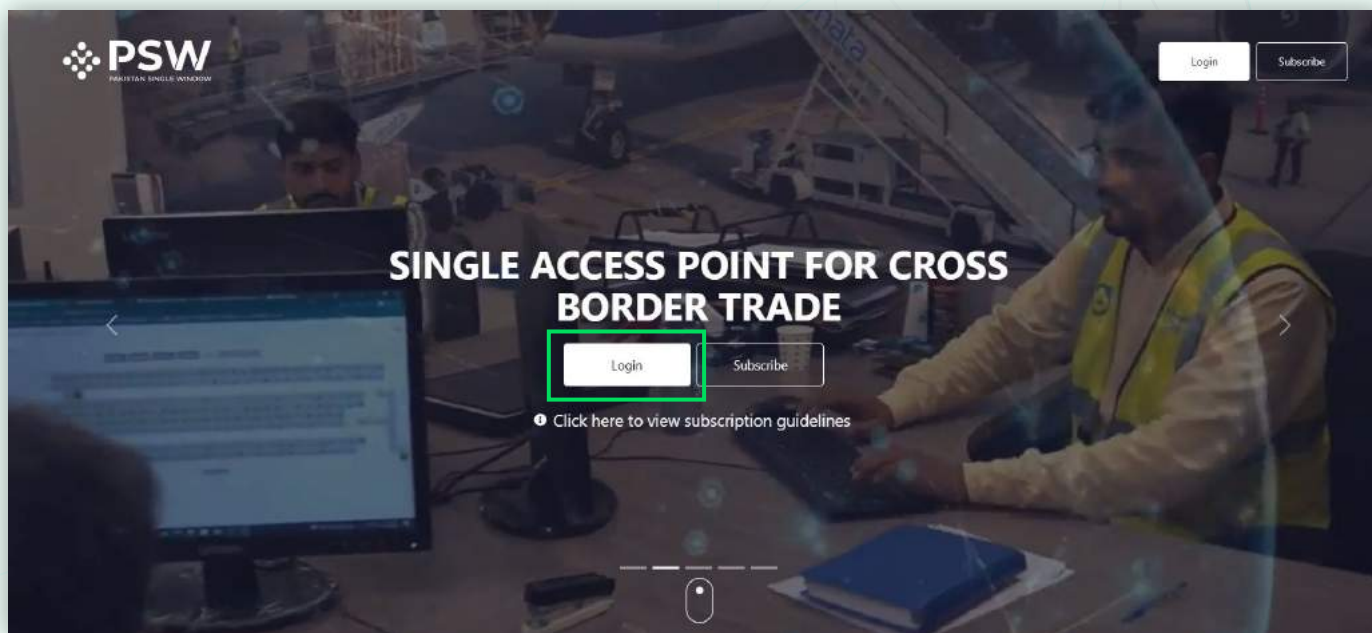 PSW
PAKISTAN SINGLE WINDOW
Login
Subscribe
SINGLE ACCESS POINT FOR CROSS
BORDER TRADE
Login
Subscribe
Click here to view subscription guidelines